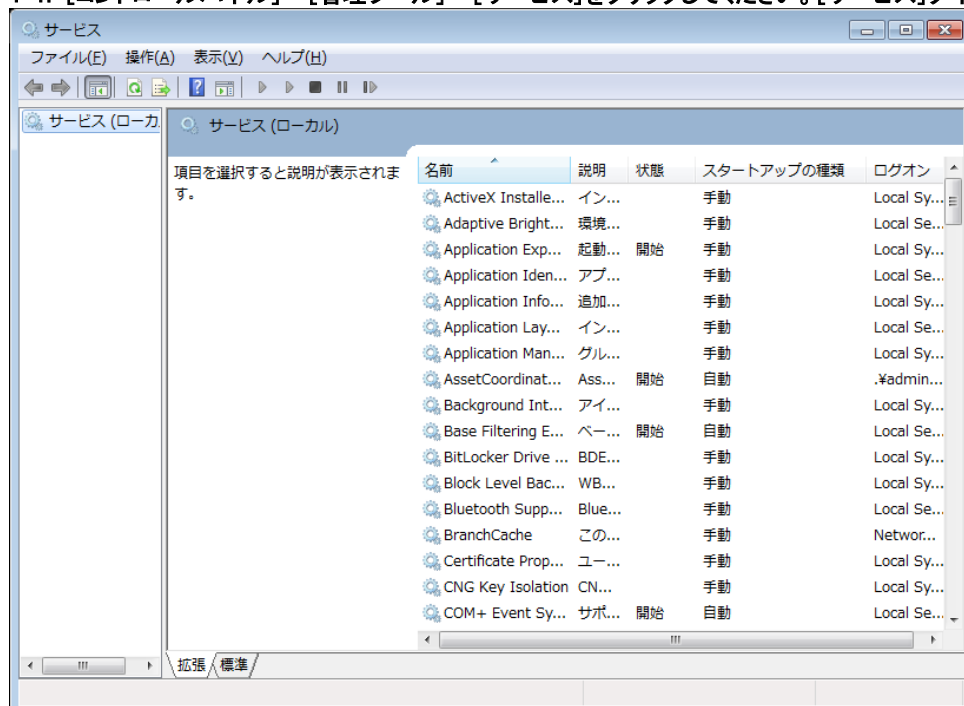 サービス
ファイル(F) 操作(A) 表示(V) ヘルプ(H)
サービス (ローカ
サービス (ローカル)
項目を選択すると説明が表示されま
す。
名前 説明 状態 スタートアップの種類 ログオン
ActiveX Installe... イン... 手動 Local Sy...
Adaptive Bright... 環境... 手動 Local Se...
Application Exp... 起動... 開始 手動 Local Sy...
Application Iden... アプ... 手動 Local Se...
Application Info... 追加... 手動 Local Sy...
Application Lay... イン... 手動 Local Se...
Application Man... グル... 手動 Local Sy...
AssetCoordinat... Ass... 開始 自動 .¥admin...
Background Int... アイ... 手動 Local Sy...
Base Filtering E... ベー... 開始 自動 Local Se...
BitLocker Drive ... BDE... 手動 Local Sy...
Block Level Bac... WB... 手動 Local Sy...
Bluetooth Supp... Blue... 手動 Local Se...
BranchCache この... 手動 Networ...
Certificate Prop... ユー... 手動 Local Sy...
CNG Key Isolation CN... 手動 Local Sy...
COM+ Event Sy... サポ... 開始 自動 Local Se...
拡張 標準